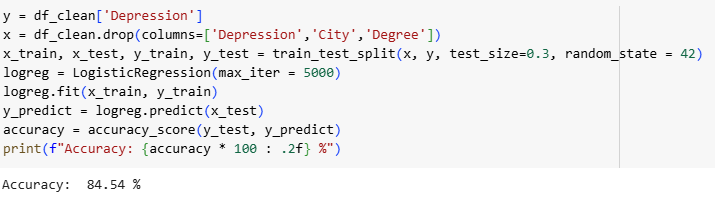 y = df_clean['Depression']
x = df_clean.drop(columns=['Depression','City','Degree'])
x_train, x_test, y_train, y_test = train_test_split(x, y, test_size=0.3, random_state = 42)
logreg = LogisticRegression(max_iter = 5000)
logreg.fit(x_train, y_train)
y_predict = logreg.predict(x_test)
accuracy = accuracy_score(y_test, y_predict)
print(f"Accuracy: {accuracy * 100 : .2f} %")
Accuracy:  84.54 %